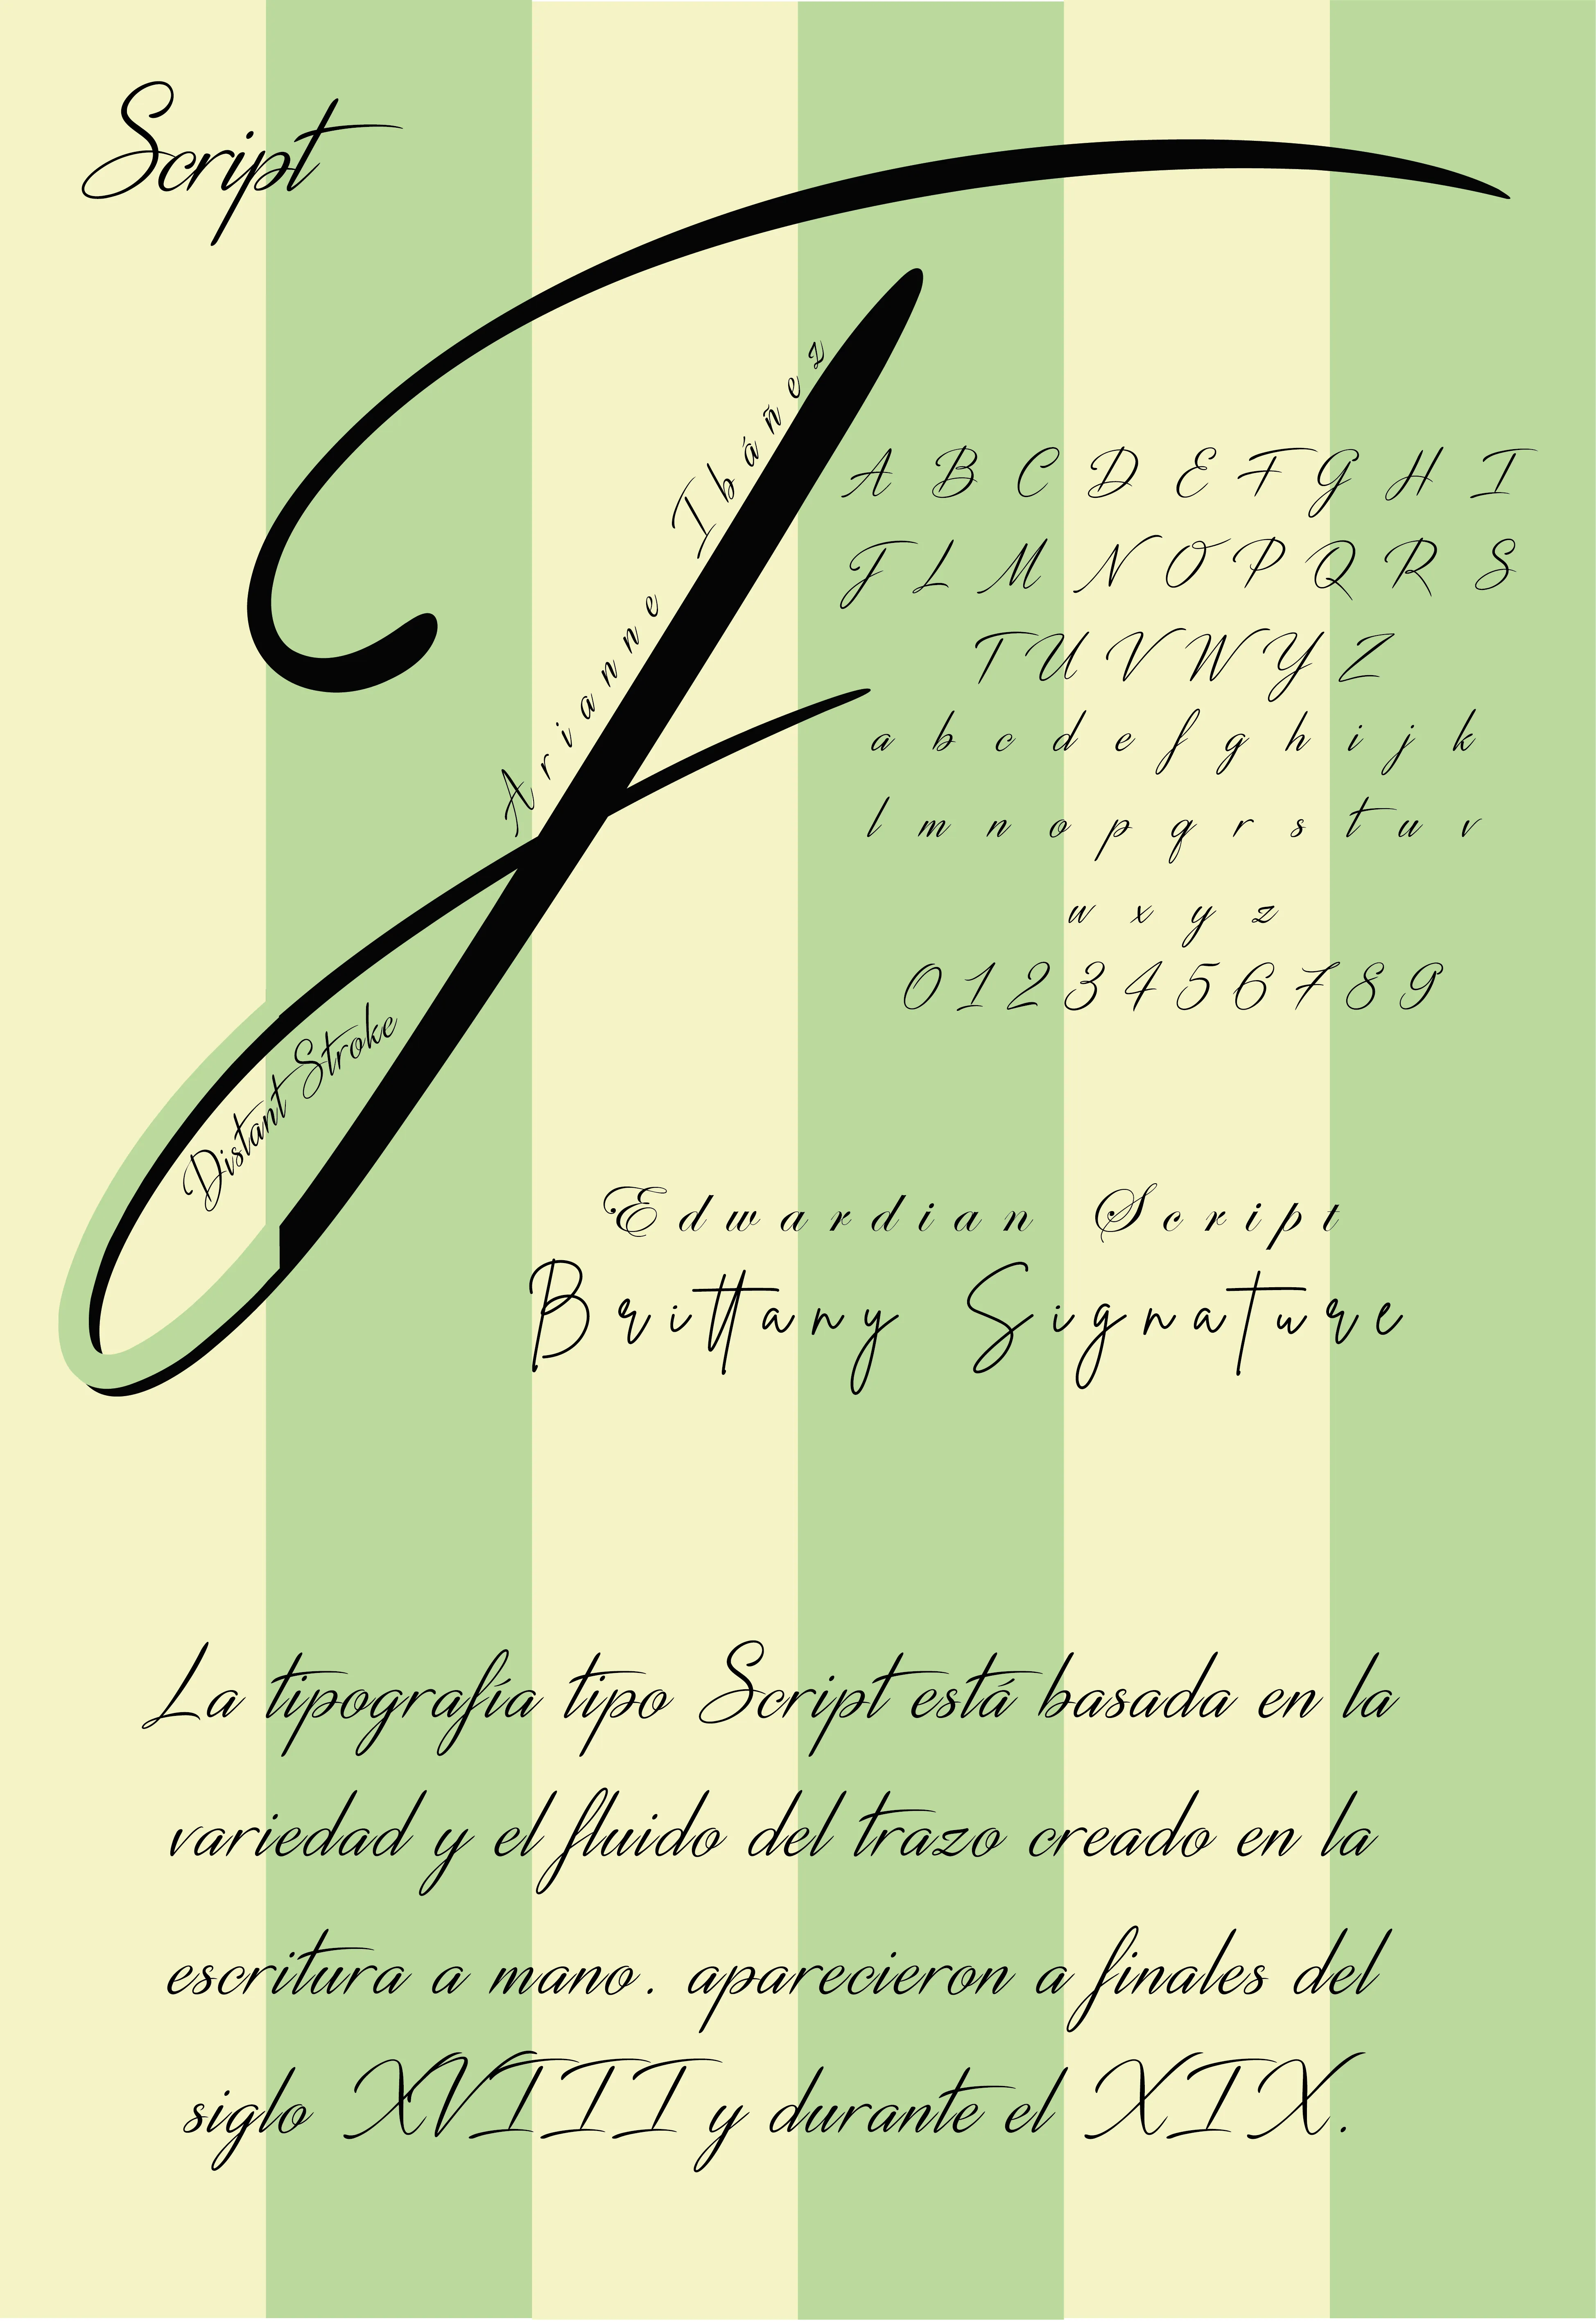 Script
Arianne Ibáñez
A B C D E F G H I
J L M N O P Q R S
T U V W Y Z
a b c d e f g h i j k
l m n o p q r s t u v
w x y z
0 1 2 3 4 5 6 7 8 9
Distant Stroke
Edwardian Script
Brittany Signature
La tipografía tipo Script está basada en la
variedad y el fluido del trazo creado en la
escritura a mano. aparecieron a finales del
siglo XVIII y durante el XIX.